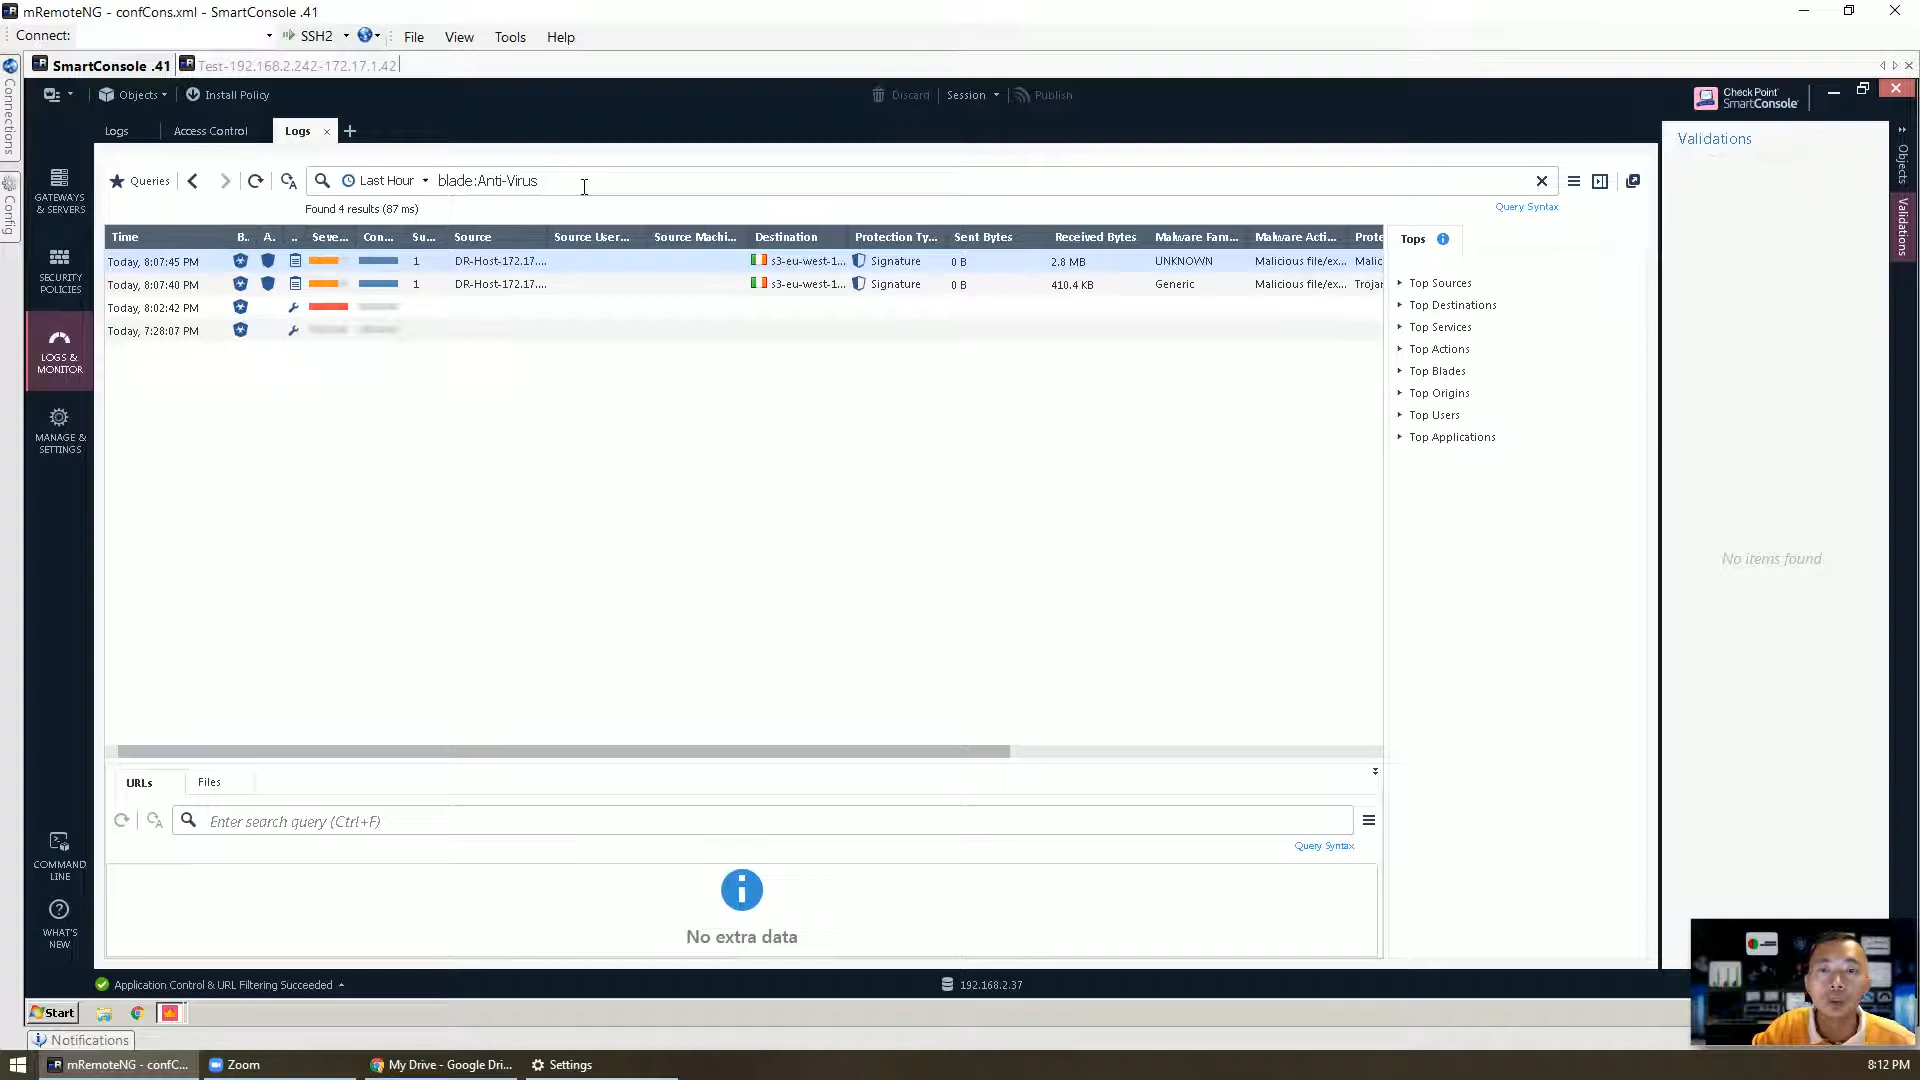 mRemoteNG - confCons.xml - SmartConsole .41
Connect:
SSH2
File
View
Tools
Help
SmartConsole .41
Test-192.168.2.242-172.17.1.42
Connections
Config
Objects
Install Policy
Discard
Session
Publish
Check Point
SmartConsole
Logs
Access Control
Logs
Validations
Queries
Last Hour
blade:Anti-Virus
Found 4 results (87 ms)
Query Syntax
Time B.. A. .. Seve... Con... Su... Source Source User... Source Machi... Destination Protection Ty... Sent Bytes Received Bytes Malware Fam... Malware Acti... Prote
Today, 8:07:45 PM 1 DR-Host-172.17.... s3-eu-west-1... Signature 0 B 2.8 MB UNKNOWN Malicious file/ex... Malic
Today, 8:07:40 PM 1 DR-Host-172.17.... s3-eu-west-1... Signature 0 B 410.4 KB Generic Malicious file/ex... Trojar
Today, 8:02:42 PM
Today, 7:28:07 PM
Tops
Top Sources
Top Destinations
Top Services
Top Actions
Top Blades
Top Origins
Top Users
Top Applications
No items found
Objects
Validations
GATEWAYS
& SERVERS
SECURITY
POLICIES
LOGS &
MONITOR
MANAGE &
SETTINGS
COMMAND
LINE
WHAT'S
NEW
URLs
Files
Enter search query (Ctrl+F)
Query Syntax
No extra data
Application Control & URL Filtering Succeeded
192.168.2.37
Start
Notifications
mRemoteNG - confC...
Zoom
My Drive - Google Dri...
Settings
8:12 PM